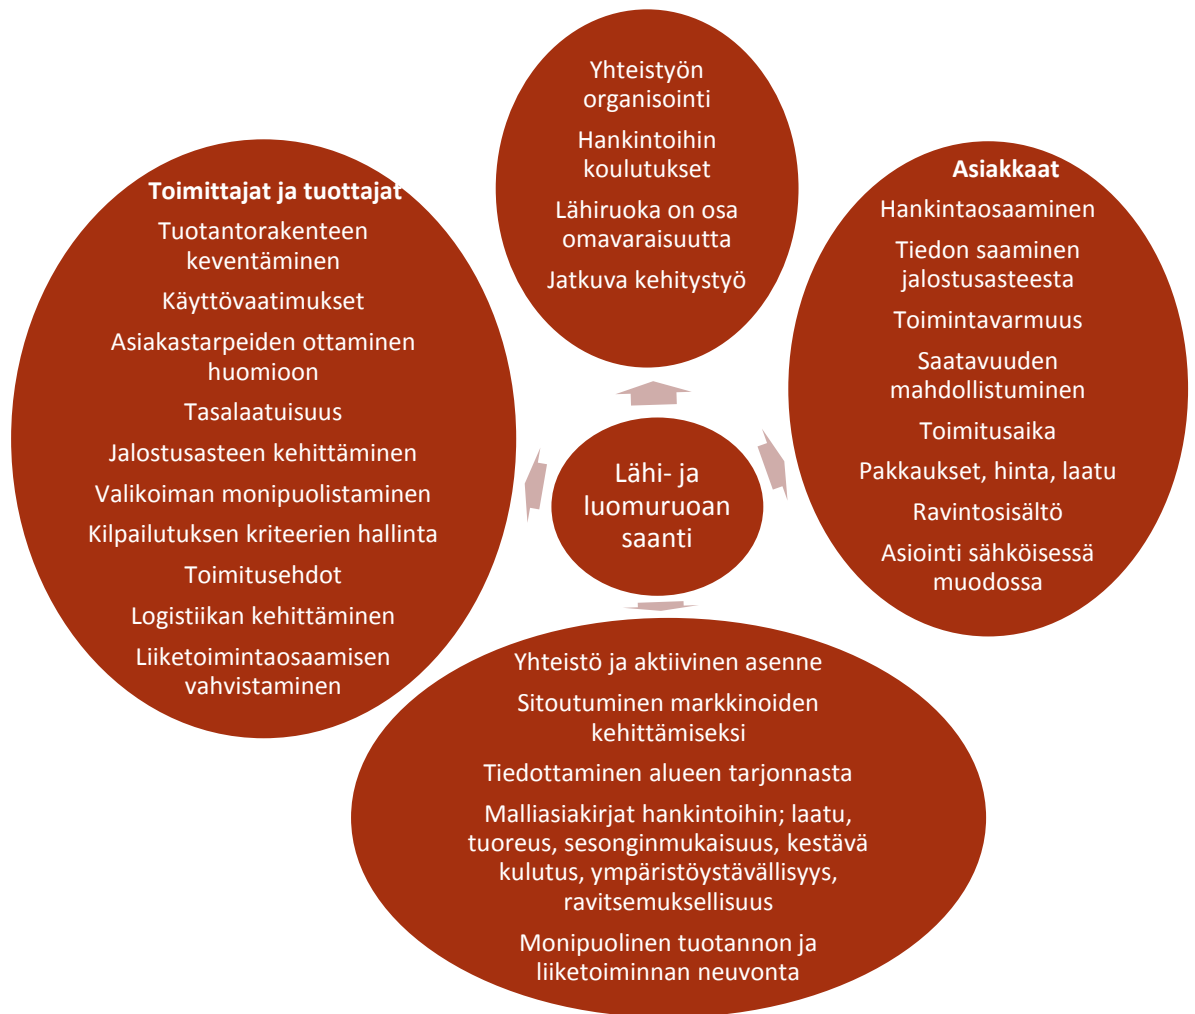 Yhteistyön
organisointi
Hankintoihin
koulutukset
Lähiruoka on osa
omavaraisuutta
Jatkuva kehitystyö
Toimittajat ja tuottajat
Tuotantorakenteen
keventäminen
Käyttövaatimukset
Asiakastarpeiden ottaminen
huomioon
Tasalaatuisuus
Jalostusasteen kehittäminen
Valikoiman monipuolistaminen
Kilpailutuksen kriteerien hallinta
Toimitusehdot
Logistiikan kehittäminen
Liiketoimintaosaamisen
vahvistaminen
Asiakkaat
Hankintaosaaminen
Tiedon saaminen
jalostusasteesta
Toimintavarmuus
Saatavuuden
mahdollistuminen
Toimitusaika
Pakkaukset, hinta, laatu
Ravintosisältö
Asiointi sähköisessä
muodossa
Lähi- ja
luomuruoan
saanti
Yhteistö ja aktiivinen asenne
Sitoutuminen markkinoiden
kehittämiseksi
Tiedottaminen alueen tarjonnasta
Malliasiakirjat hankintoihin; laatu,
tuoreus, sesonginmukaisuus, kestävä
kulutus, ympäristöystävällisyys,
ravitsemuksellisuus
Monipuolinen tuotannon ja
liiketoiminnan neuvonta